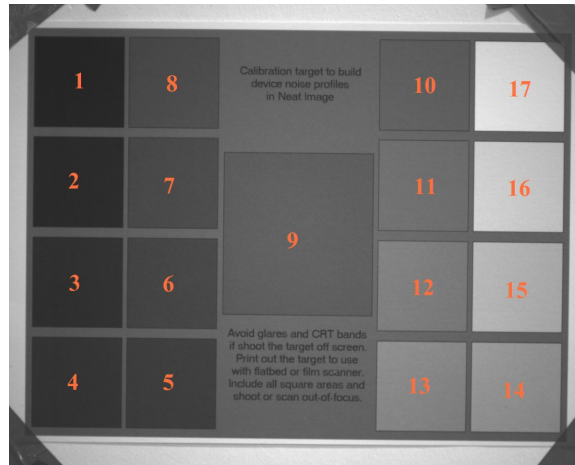 1
8
Calibration target to build
device noise profiles
in Neat Image
10
17
2
7
11
16
9
3
6
12
15
Avoid glares and CRT bands
if shoot the target off screen.
Print out the target to use
with flatbed or film scanner.
Include all square areas and
shoot or scan out-of-focus.
4
5
13
14